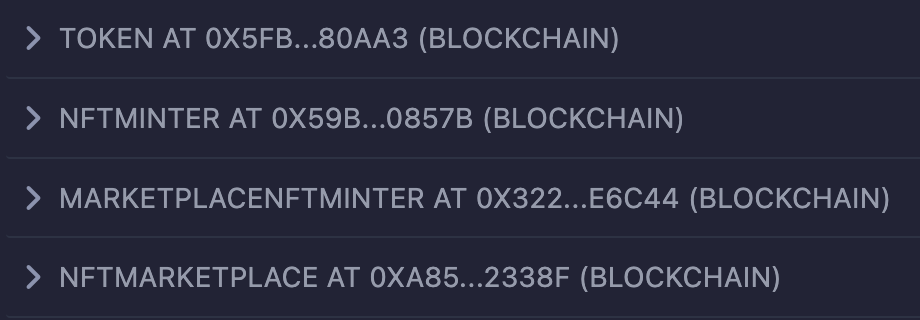 TOKEN AT 0X5FB...80AA3 (BLOCKCHAIN)
NFTMINTER AT 0X59B...0857B (BLOCKCHAIN)
MARKETPLACENFTMINTER AT 0X322...E6C44 (BLOCKCHAIN)
NFTMARKETPLACE AT 0XA85...2338F (BLOCKCHAIN)